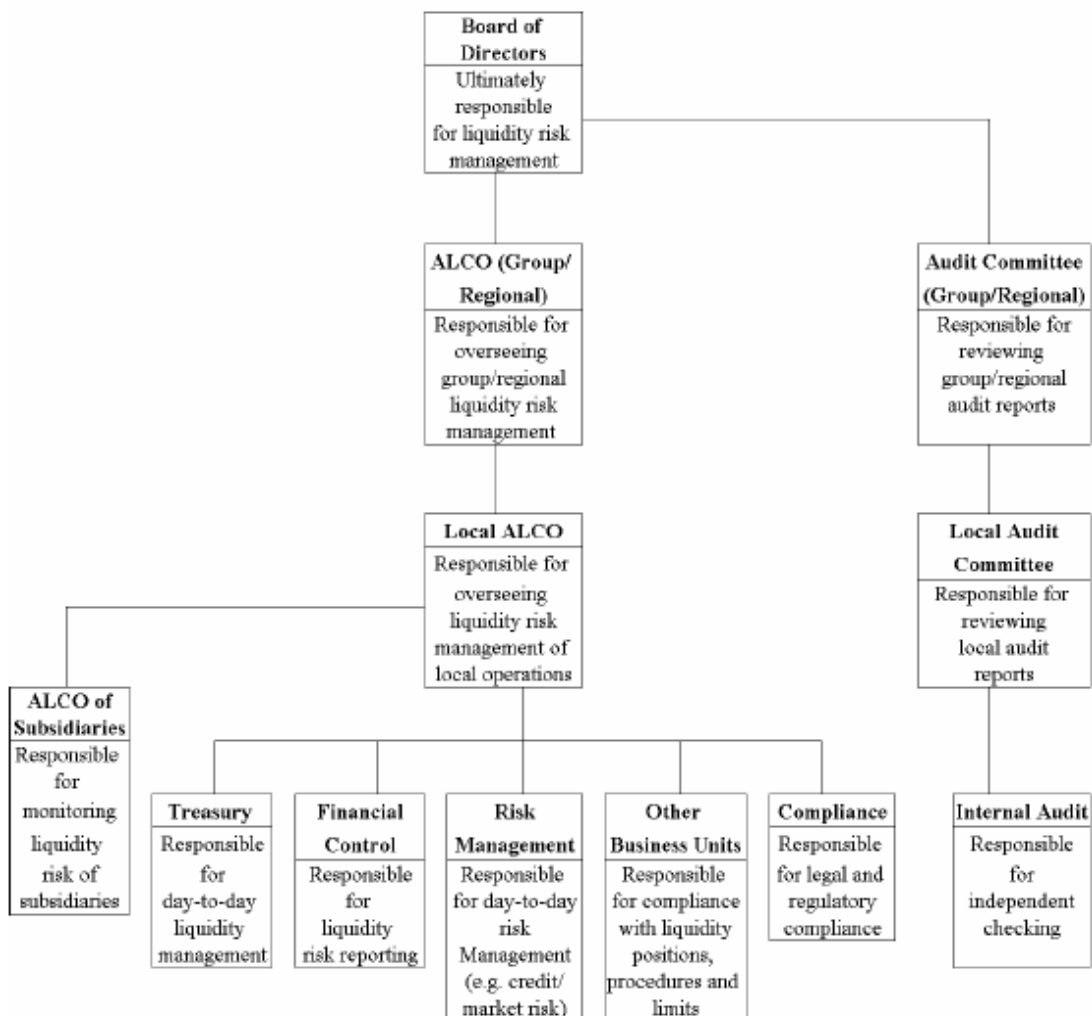 Board of
Directors
Ultimately
responsible
for liquidity risk
management
ALCO (Group/
Regional)
Responsible for
overseeing
group/regional
liquidity risk
management
Audit Committee
(Group/Regional)
Responsible for
reviewing
group/regional
audit reports
Local ALCO
Responsible for
overseeing
liquidity risk
management of
local operations
Local Audit
Committee
Responsible for
reviewing
local audit
reports
ALCO of
Subsidiaries
Responsible
for
monitoring
liquidity
risk of
subsidiaries
Treasury
Responsible
for
day-to-day
liquidity
management
Financial
Control
Responsible
for
liquidity
risk reporting
Risk
Management
Responsible
for day-to-day
risk
Management
(e.g. credit/
market risk)
Other
Business Units
Responsible
for compliance
with liquidity
positions,
procedures and
limits
Compliance
Responsible
for legal and
regulatory
compliance
Internal Audit
Responsible
for
independent
checking